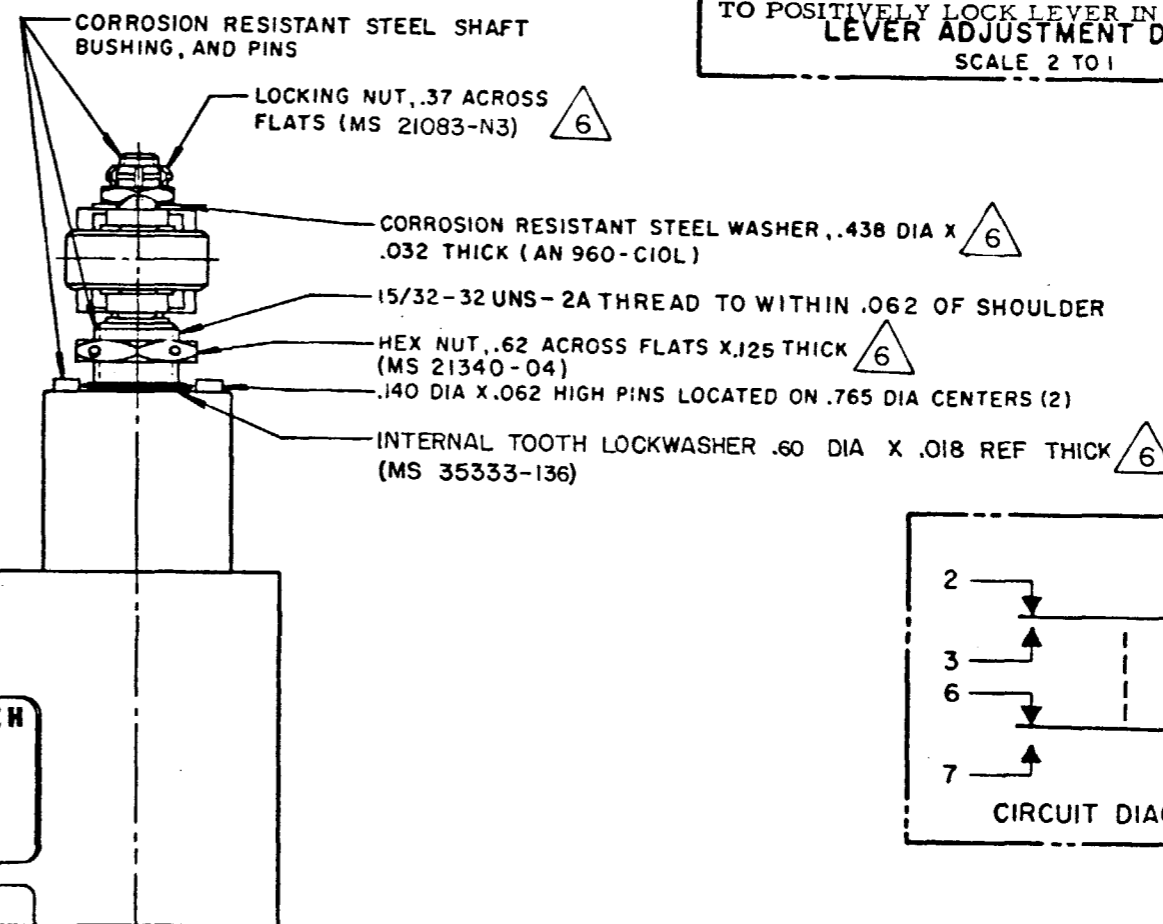 TO POSITIVELY LOCK LEVER IN
LEVER ADJUSTMENT D
SCALE 2 TO 1
CORROSION RESISTANT STEEL SHAFT
BUSHING, AND PINS
LOCKING NUT, .37 ACROSS
FLATS (MS 21083-N3) 6
CORROSION RESISTANT STEEL WASHER, .438 DIA X
.032 THICK (AN 960-C10L) 6
15/32-32 UNS-2A THREAD TO WITHIN .062 OF SHOULDER
HEX NUT, .62 ACROSS FLATS X .125 THICK
(MS 21340-04) 6
.140 DIA X .062 HIGH PINS LOCATED ON .765 DIA CENTERS (2)
INTERNAL TOOTH LOCKWASHER .60 DIA X .018 REF THICK 6
(MS 35333-136)
2
3
6
7
CIRCUIT DIA
H